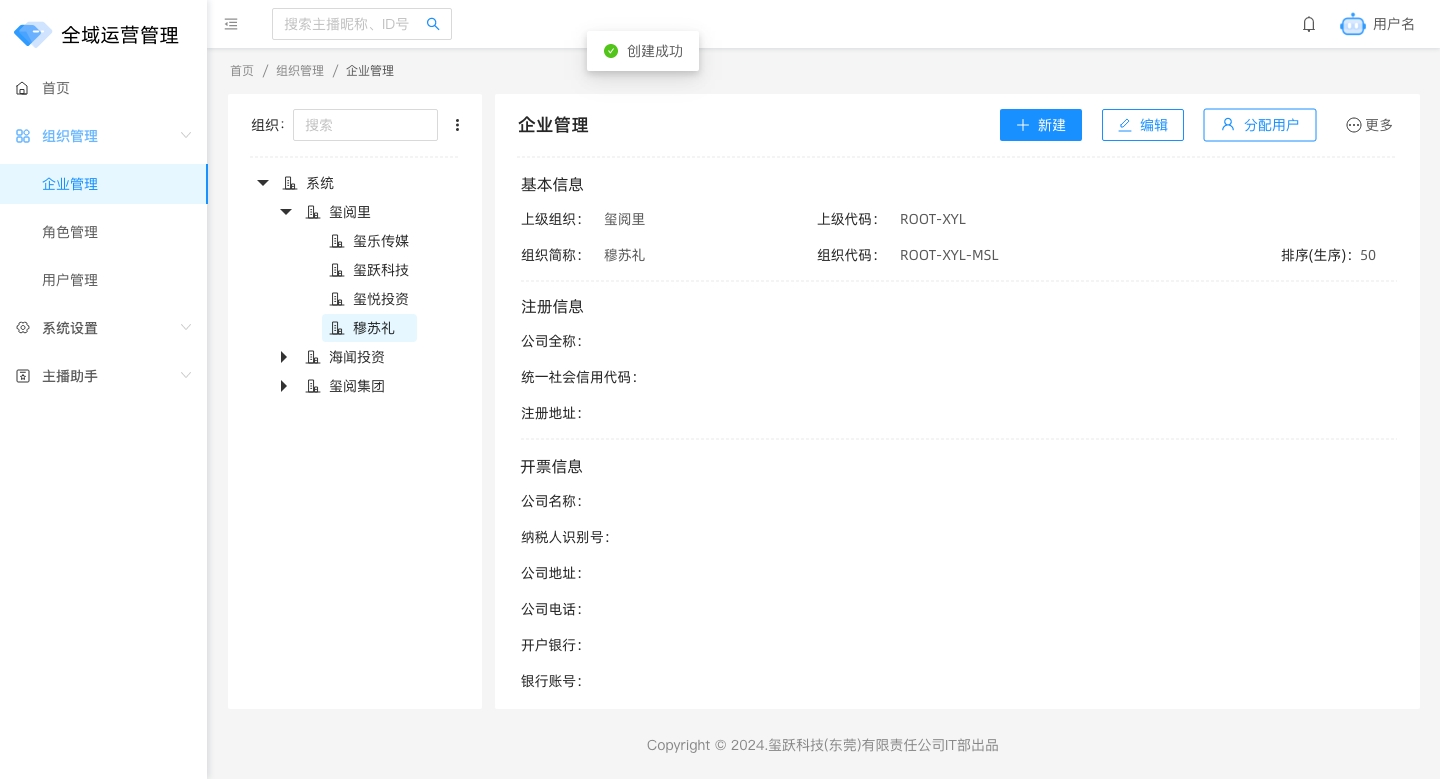 全域运营管理
搜索主播昵称、ID号
用户名
创建成功
首页
组织管理
企业管理
角色管理
用户管理
系统设置
主播助手
首页 / 组织管理 / 企业管理
组织: 搜索
系统
玺阅里
玺乐传媒
玺跃科技
玺悦投资
穆苏礼
海闻投资
玺阅集团
企业管理
新建
编辑
分配用户
更多
基本信息
上级组织: 玺阅里 上级代码: ROOT-XYL
组织简称: 穆苏礼 组织代码: ROOT-XYL-MSL 排序(生序): 50
注册信息
公司全称:
统一社会信用代码:
注册地址:
开票信息
公司名称:
纳税人识别号:
公司地址:
公司电话:
开户银行:
银行账号:
Copyright © 2024.玺跃科技(东莞)有限责任公司IT部出品